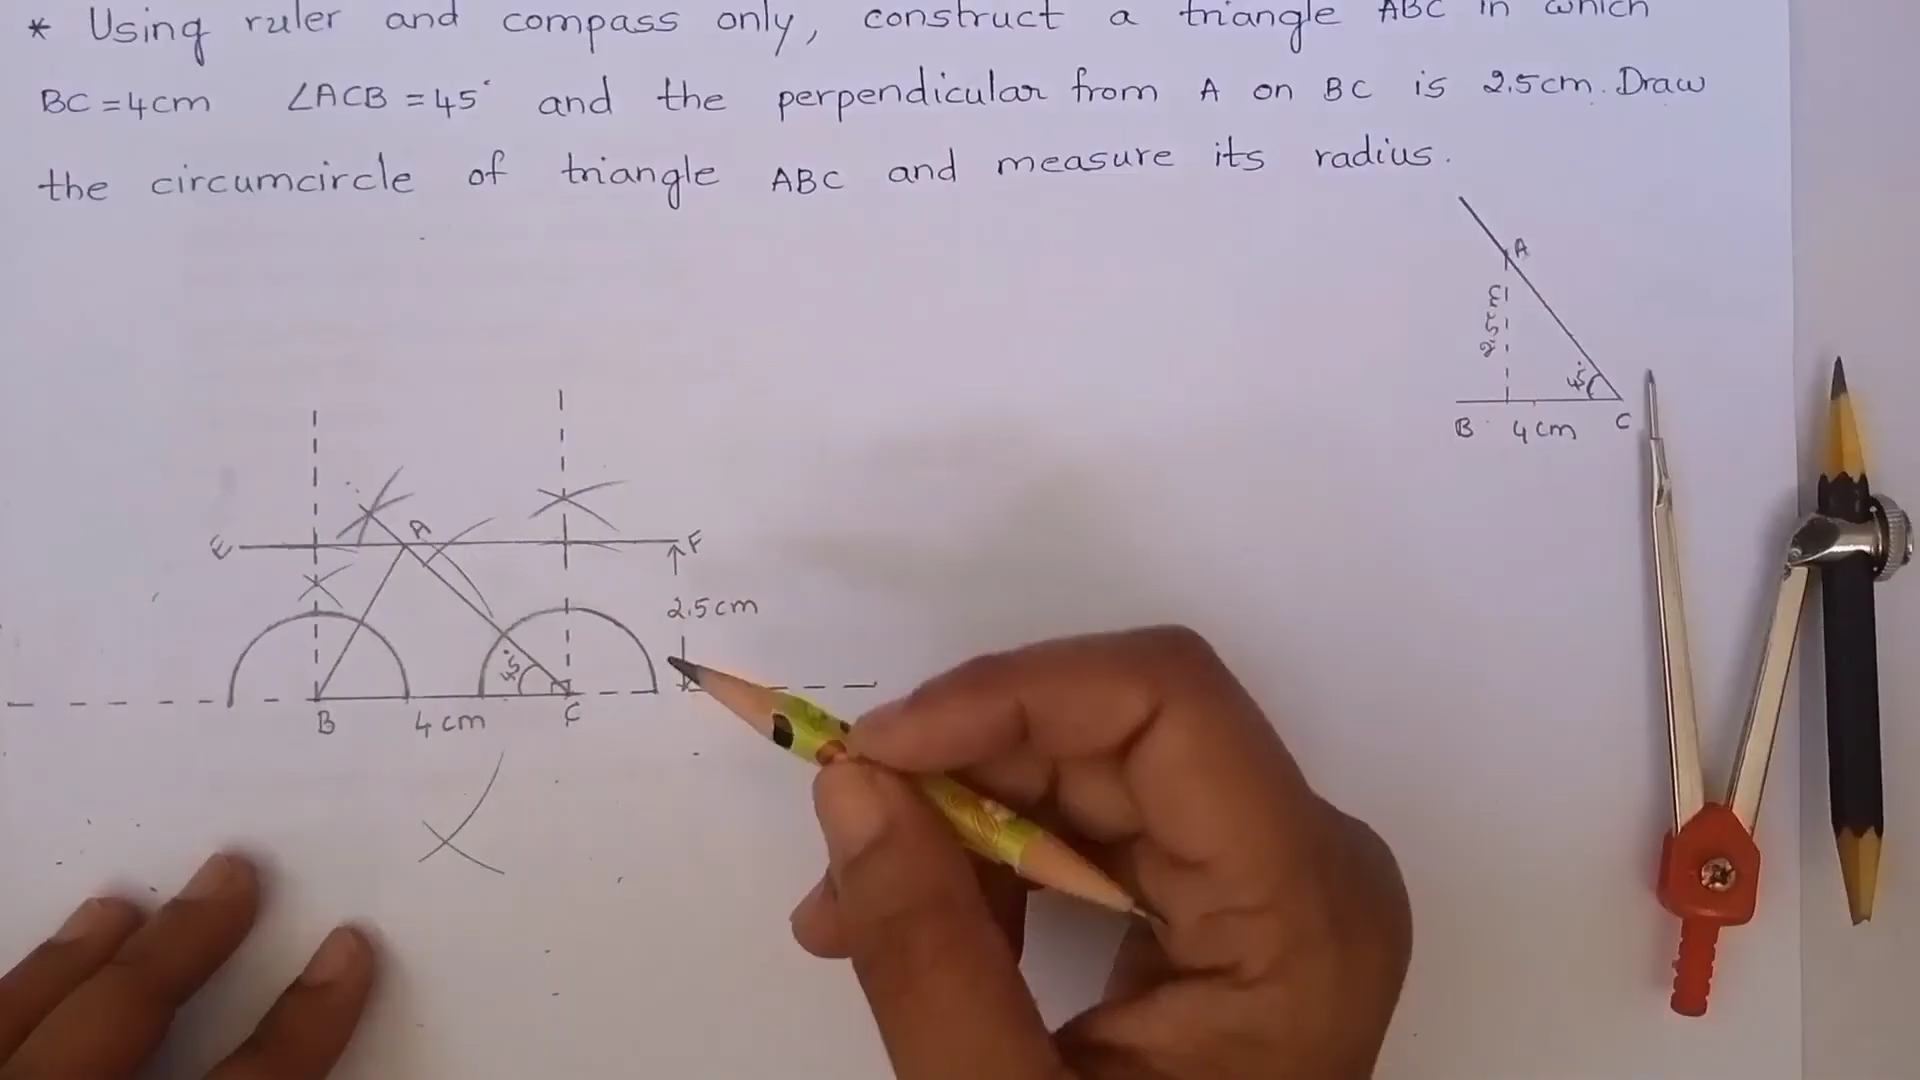 * Using ruler and compass only, construct a triangle ABC in which
BC = 4cm ∠ACB = 45° and the perpendicular from A on BC is 2.5cm. Draw
the circumcircle of triangle ABC and measure its radius.
A
2.5cm
45°
B 4cm C
E A F
2.5cm
45°
B 4cm C